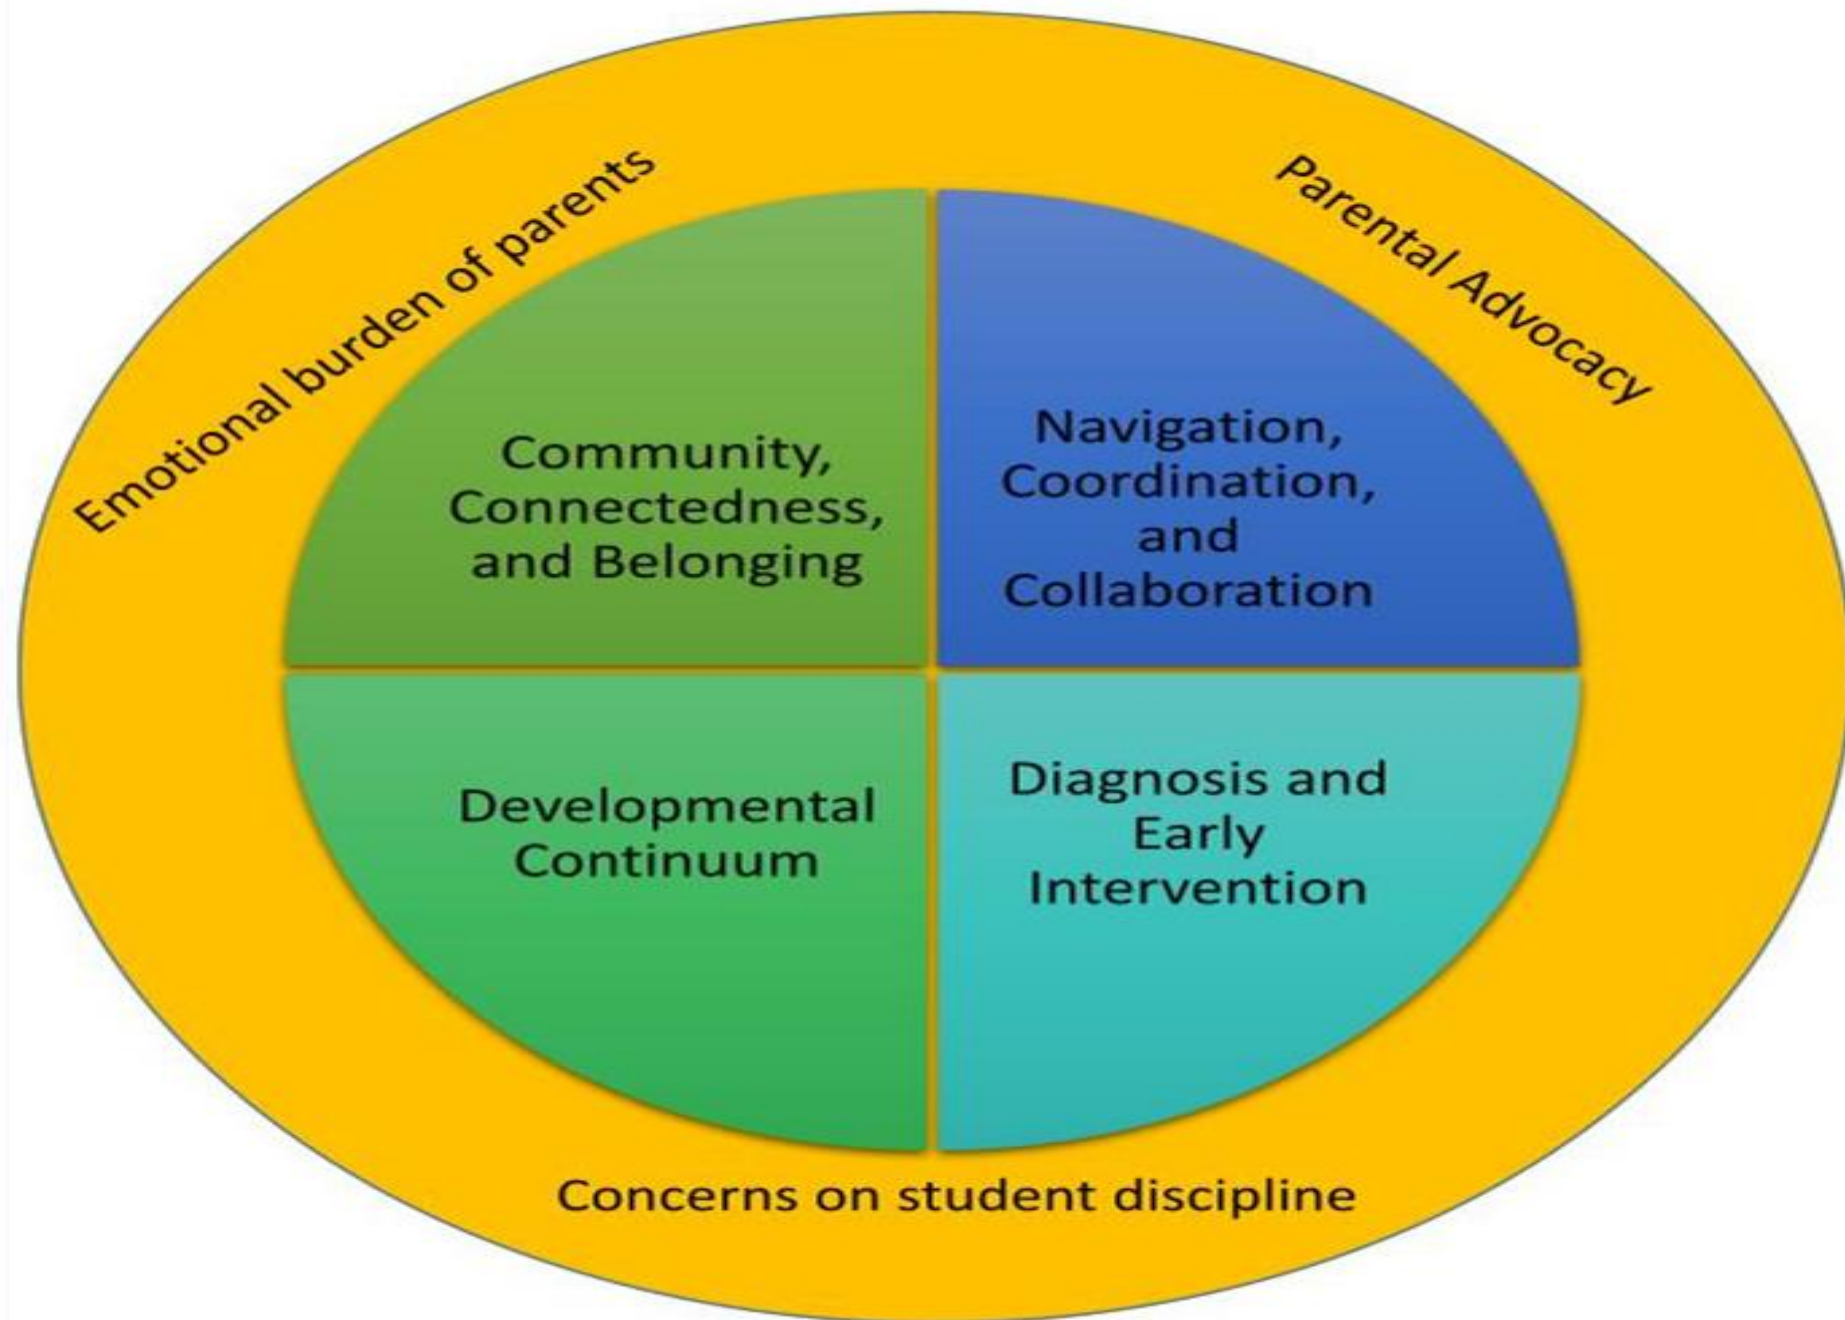 Emotional burden of parents
Parental Advocacy
Community,
Connectedness,
and Belonging
Navigation,
Coordination,
and
Collaboration
Developmental
Continuum
Diagnosis and
Early
Intervention
Concerns on student discipline